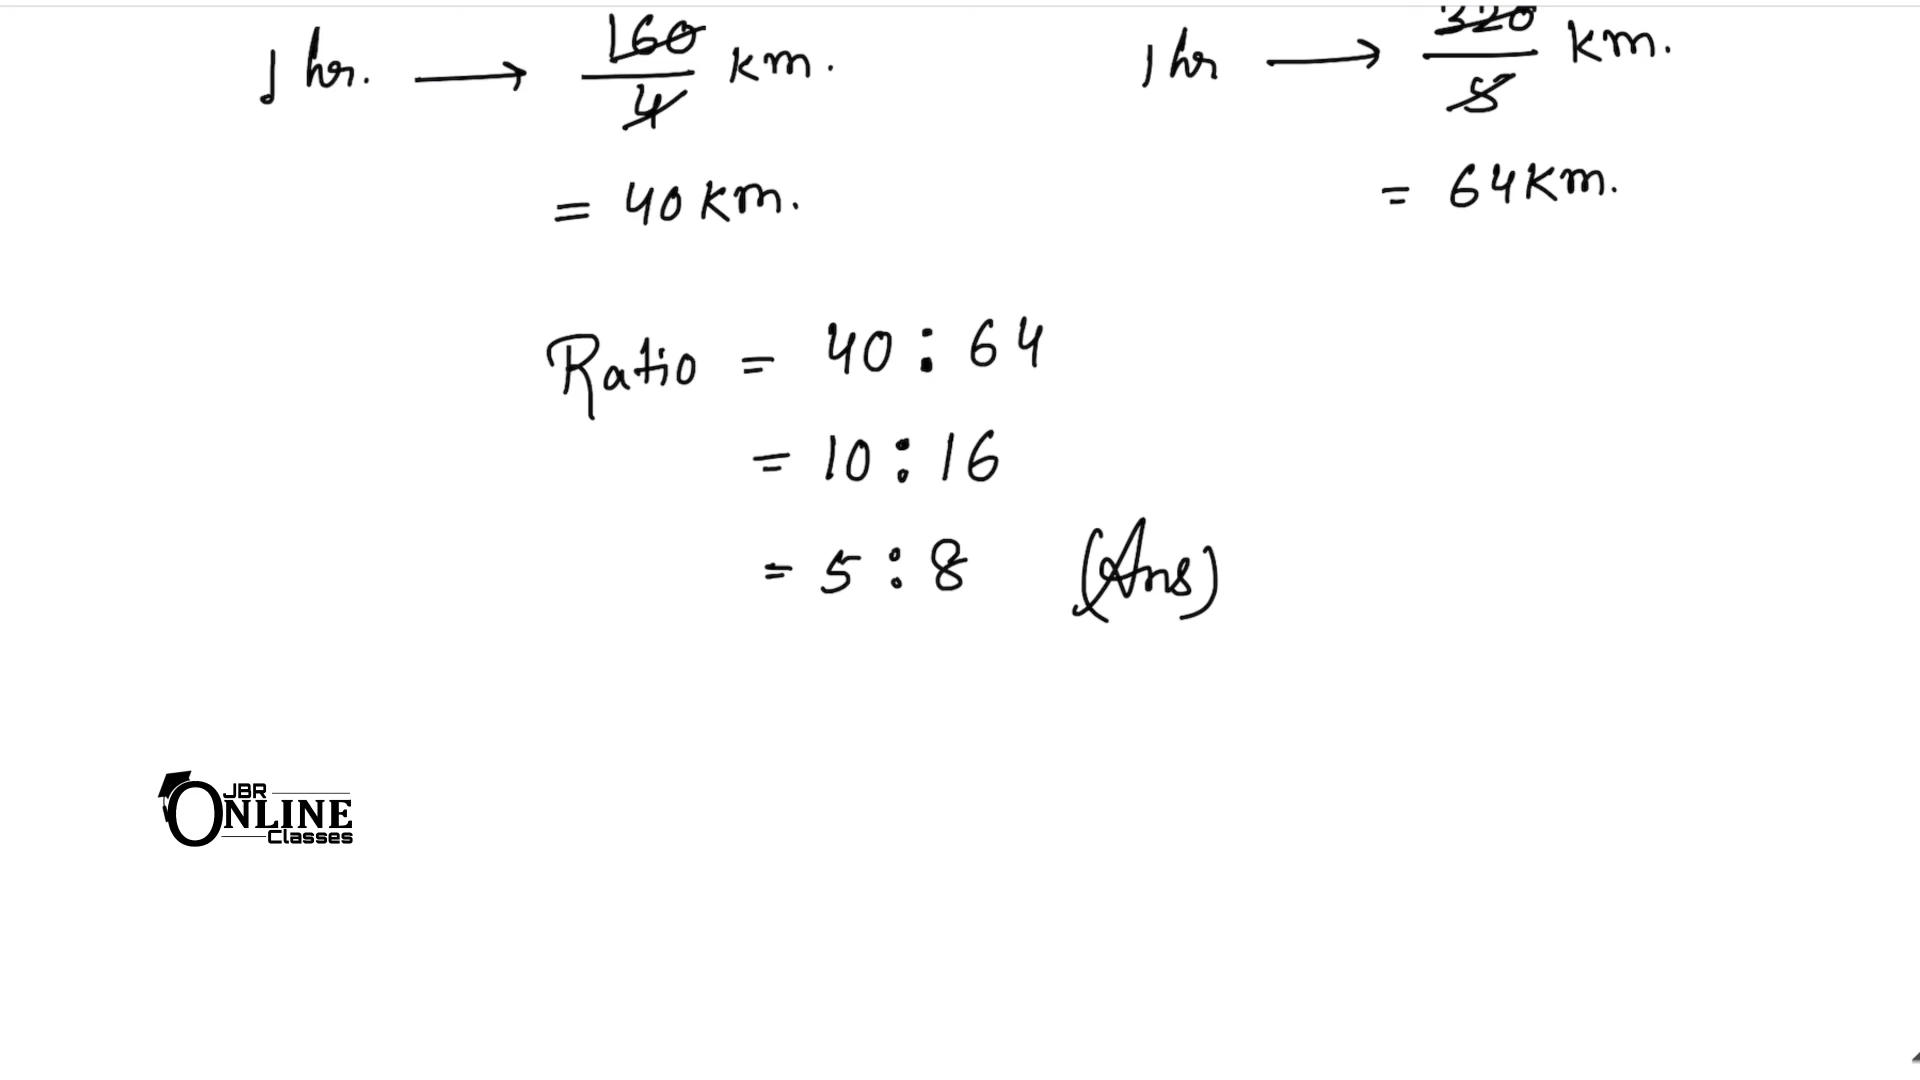 1 hr. → 160/4 km.
= 40 km.
1 hr → 320/5 km.
= 64 km.
Ratio = 40 : 64
= 10 : 16
= 5 : 8 (Ans)
JBR
ONLINE
Classes